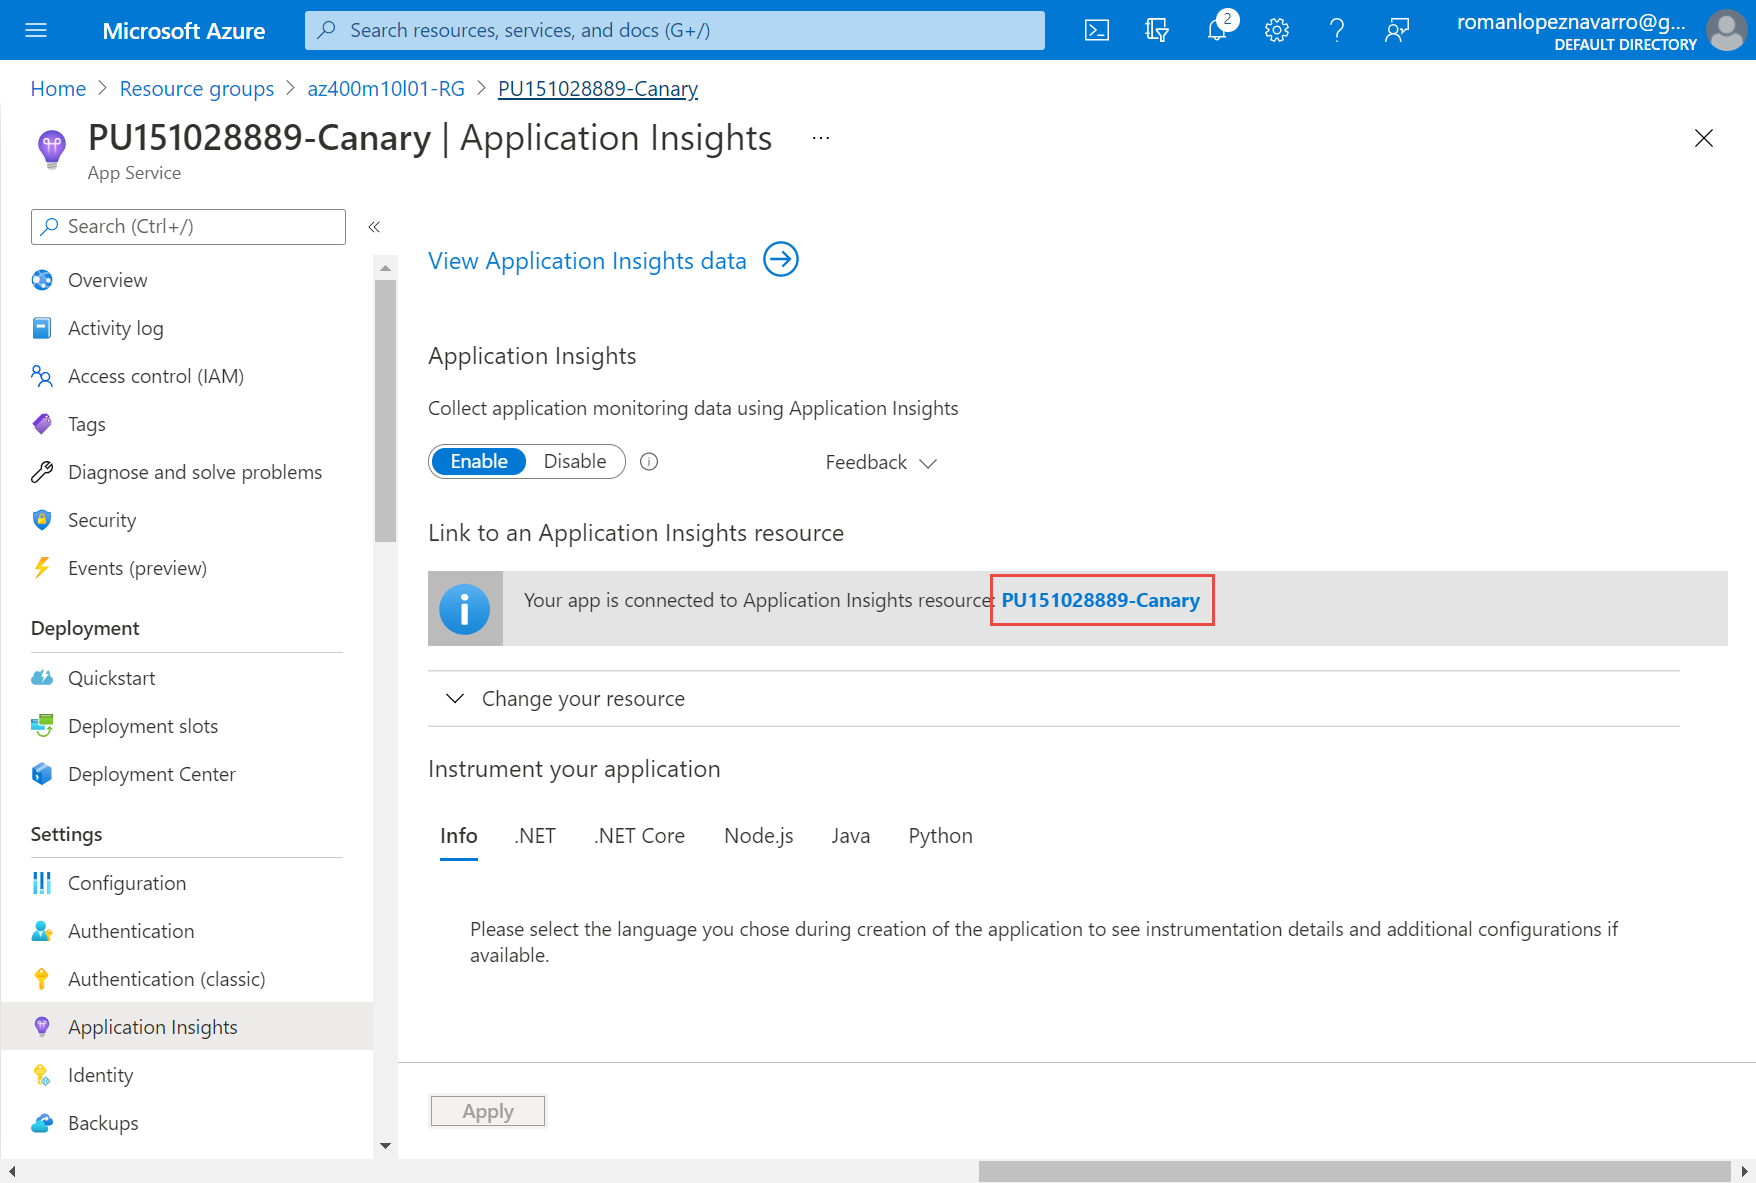 Microsoft Azure
Search resources, services, and docs (G+/)
2
romanlopeznavarro@g...
DEFAULT DIRECTORY
Home > Resource groups > az400m10l01-RG > PU151028889-Canary
PU151028889-Canary | Application Insights ...
App Service
Search (Ctrl+/)
Overview
Activity log
Access control (IAM)
Tags
Diagnose and solve problems
Security
Events (preview)
Deployment
Quickstart
Deployment slots
Deployment Center
Settings
Configuration
Authentication
Authentication (classic)
Application Insights
Identity
Backups
View Application Insights data
Application Insights
Collect application monitoring data using Application Insights
Enable Disable
Feedback
Link to an Application Insights resource
Your app is connected to Application Insights resource: PU151028889-Canary
Change your resource
Instrument your application
Info .NET .NET Core Node.js Java Python
Please select the language you chose during creation of the application to see instrumentation details and additional configurations if
available.
Apply